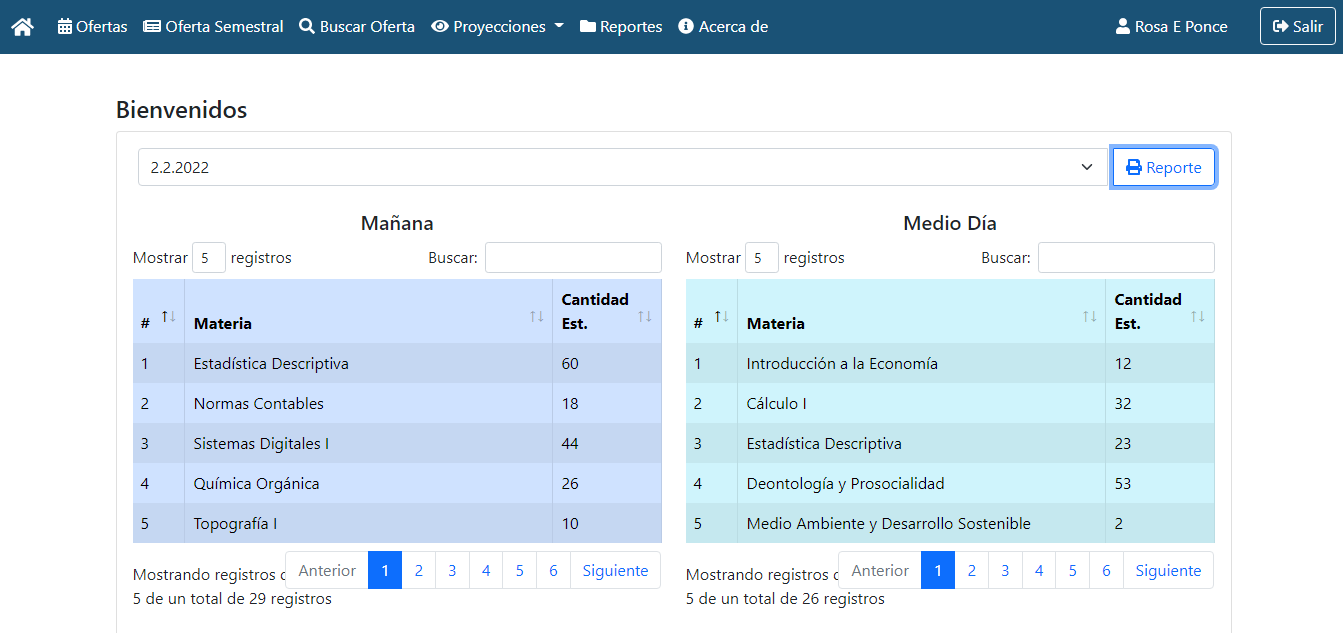 Ofertas Oferta Semestral Buscar Oferta Proyecciones Reportes Acerca de Rosa E Ponce Salir
Bienvenidos
2.2.2022 Reporte
Mañana
Mostrar 5 registros Buscar:
# Materia Cantidad Est.
1 Estadística Descriptiva 60
2 Normas Contables 18
3 Sistemas Digitales I 44
4 Química Orgánica 26
5 Topografía I 10
Mostrando registros
Anterior 1 2 3 4 5 6 Siguiente
5 de un total de 29 registros
Medio Día
Mostrar 5 registros Buscar:
# Materia Cantidad Est.
1 Introducción a la Economía 12
2 Cálculo I 32
3 Estadística Descriptiva 23
4 Deontología y Prosocialidad 53
5 Medio Ambiente y Desarrollo Sostenible 2
Mostrando registros
Anterior 1 2 3 4 5 6 Siguiente
5 de un total de 26 registros